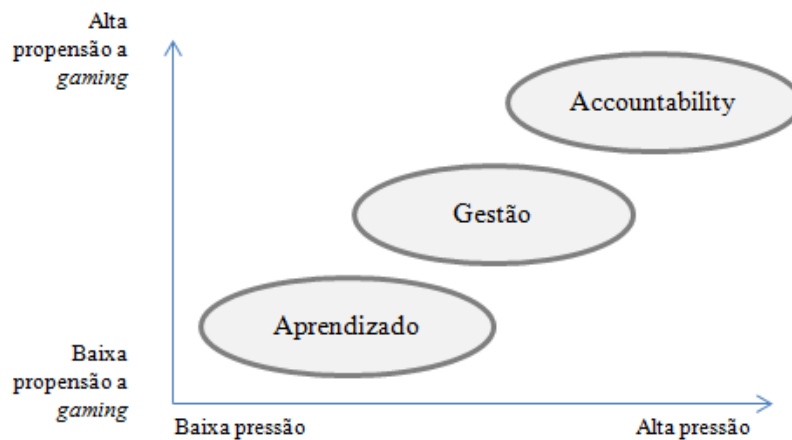 Alta
propensão a
gaming
Accountability
Gestão
Aprendizado
Baixa
propensão a
gaming
Baixa pressão
Alta pressão